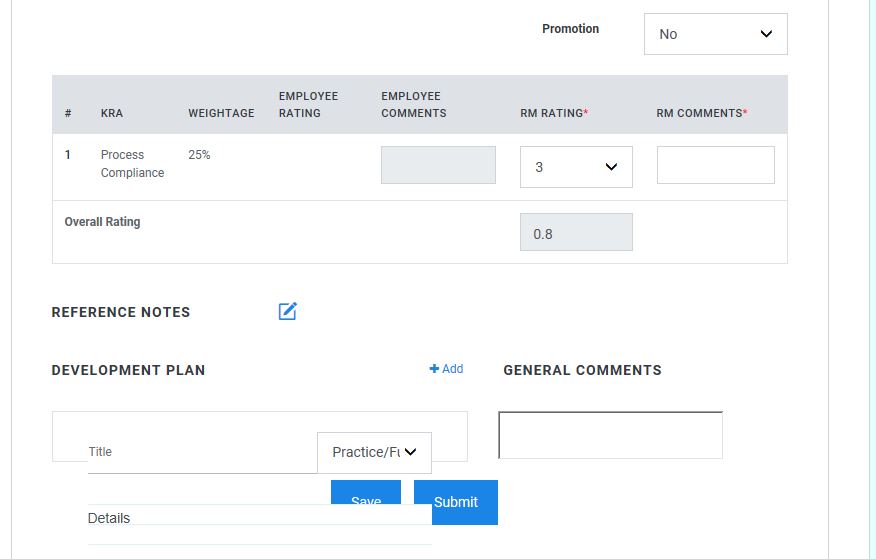 Promotion
No
EMPLOYEE EMPLOYEE
# KRA WEIGHTAGE RATING COMMENTS RM RATING* RM COMMENTS*
1 Process 25% 3
Compliance
Overall Rating
0.8
REFERENCE NOTES
DEVELOPMENT PLAN
Add
GENERAL COMMENTS
Title
Practice/Fu
Save
Submit
Details